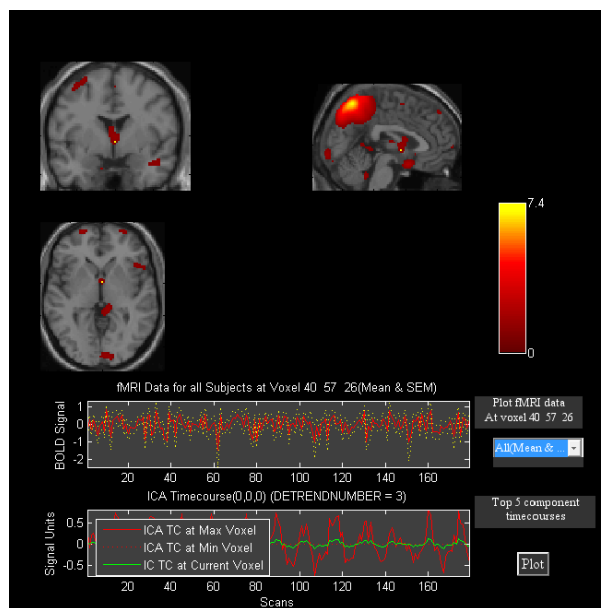 7.4
0
fMRI Data for all Subjects at Voxel 40 57 26(Mean & SEM)
BOLD Signal
1
0
-1
-2
20 40 60 80 100 120 140 160
Plot fMRI data
At voxel 40 57 26
All(Mean & ...
ICA Timecourse(0,0,0) (DETRENDNUMBER = 3)
Signal Units
0.5
0
-0.5
ICA TC at Max Voxel
ICA TC at Min Voxel
IC TC at Current Voxel
20 40 60 80 100 120 140 160
Scans
Top 5 component
timecourses
Plot